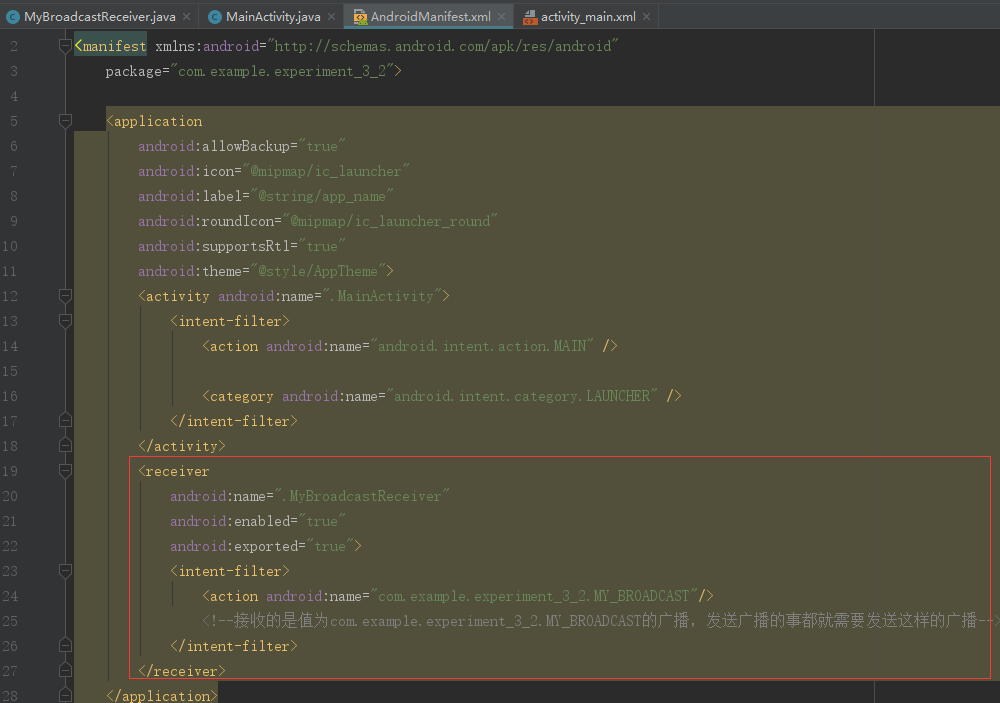 MyBroadcastReceiver.java × MainActivity.java × AndroidManifest.xml × activity_main.xml ×
2 <manifest xmlns:android="http://schemas.android.com/apk/res/android"
3 package="com.example.experiment_3_2">
4
5 <application
6 android:allowBackup="true"
7 android:icon="@mipmap/ic_launcher"
8 android:label="@string/app_name"
9 android:roundIcon="@mipmap/ic_launcher_round"
10 android:supportsRtl="true"
11 android:theme="@style/AppTheme">
12 <activity android:name=".MainActivity">
13 <intent-filter>
14 <action android:name="android.intent.action.MAIN" />
15
16 <category android:name="android.intent.category.LAUNCHER" />
17 </intent-filter>
18 </activity>
19 <receiver
20 android:name=".MyBroadcastReceiver"
21 android:enabled="true"
22 android:exported="true">
23 <intent-filter>
24 <action android:name="com.example.experiment_3_2.MY_BROADCAST"/>
25 <!--接收的是值为com.example.experiment_3_2.MY_BROADCAST的广播，发送广播的事都就需要发送这样的广播-->
26 </intent-filter>
27 </receiver>
28 </application>